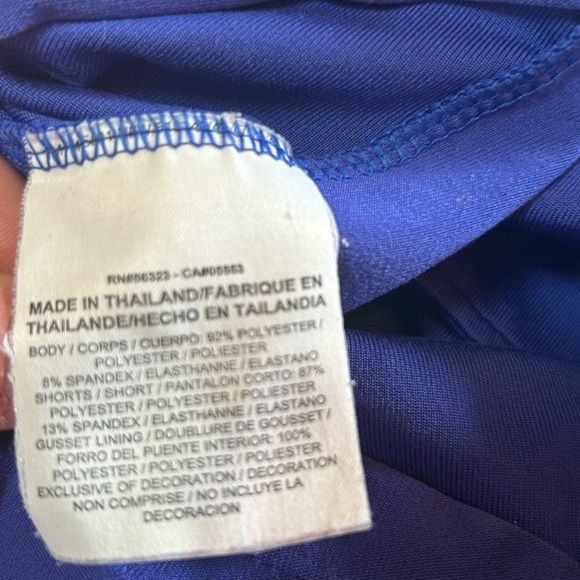 RN#56323 - CA#05553
MADE IN THAILAND/FABRIQUE EN
THAILANDE/HECHO EN TAILANDIA
BODY / CORPS / CUERPO: 92% POLYESTER /
POLYESTER / POLIESTER
8% SPANDEX / ELASTHANNE / ELASTANO
SHORTS / SHORT / PANTALON CORTO: 87%
POLYESTER / POLYESTER / POLIESTER
13% SPANDEX / ELASTHANNE / ELASTANO
GUSSET LINING / DOUBLURE DE GOUSSET /
FORRO DEL PUENTE INTERIOR: 100%
POLYESTER / POLYESTER / POLIESTER
EXCLUSIVE OF DECORATION / DECORATION
NON COMPRISE / NO INCLUYE LA
DECORACION